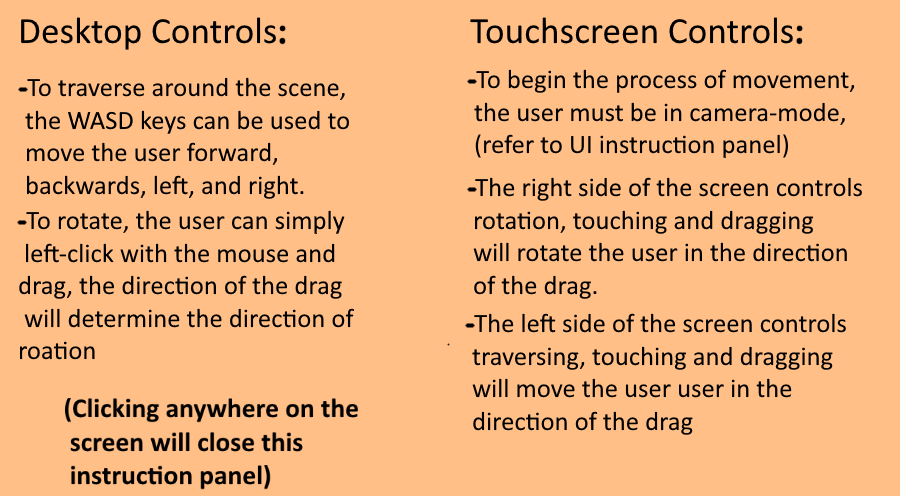 Desktop Controls:
-To traverse around the scene,
the WASD keys can be used to
move the user forward,
backwards, left, and right.
-To rotate, the user can simply
left-click with the mouse and
drag, the direction of the drag
will determine the direction of
roation
(Clicking anywhere on the
screen will close this
instruction panel)
Touchscreen Controls:
-To begin the process of movement,
the user must be in camera-mode,
(refer to UI instruction panel)
-The right side of the screen controls
rotation, touching and dragging
will rotate the user in the direction
of the drag.
-The left side of the screen controls
traversing, touching and dragging
will move the user user in the
direction of the drag